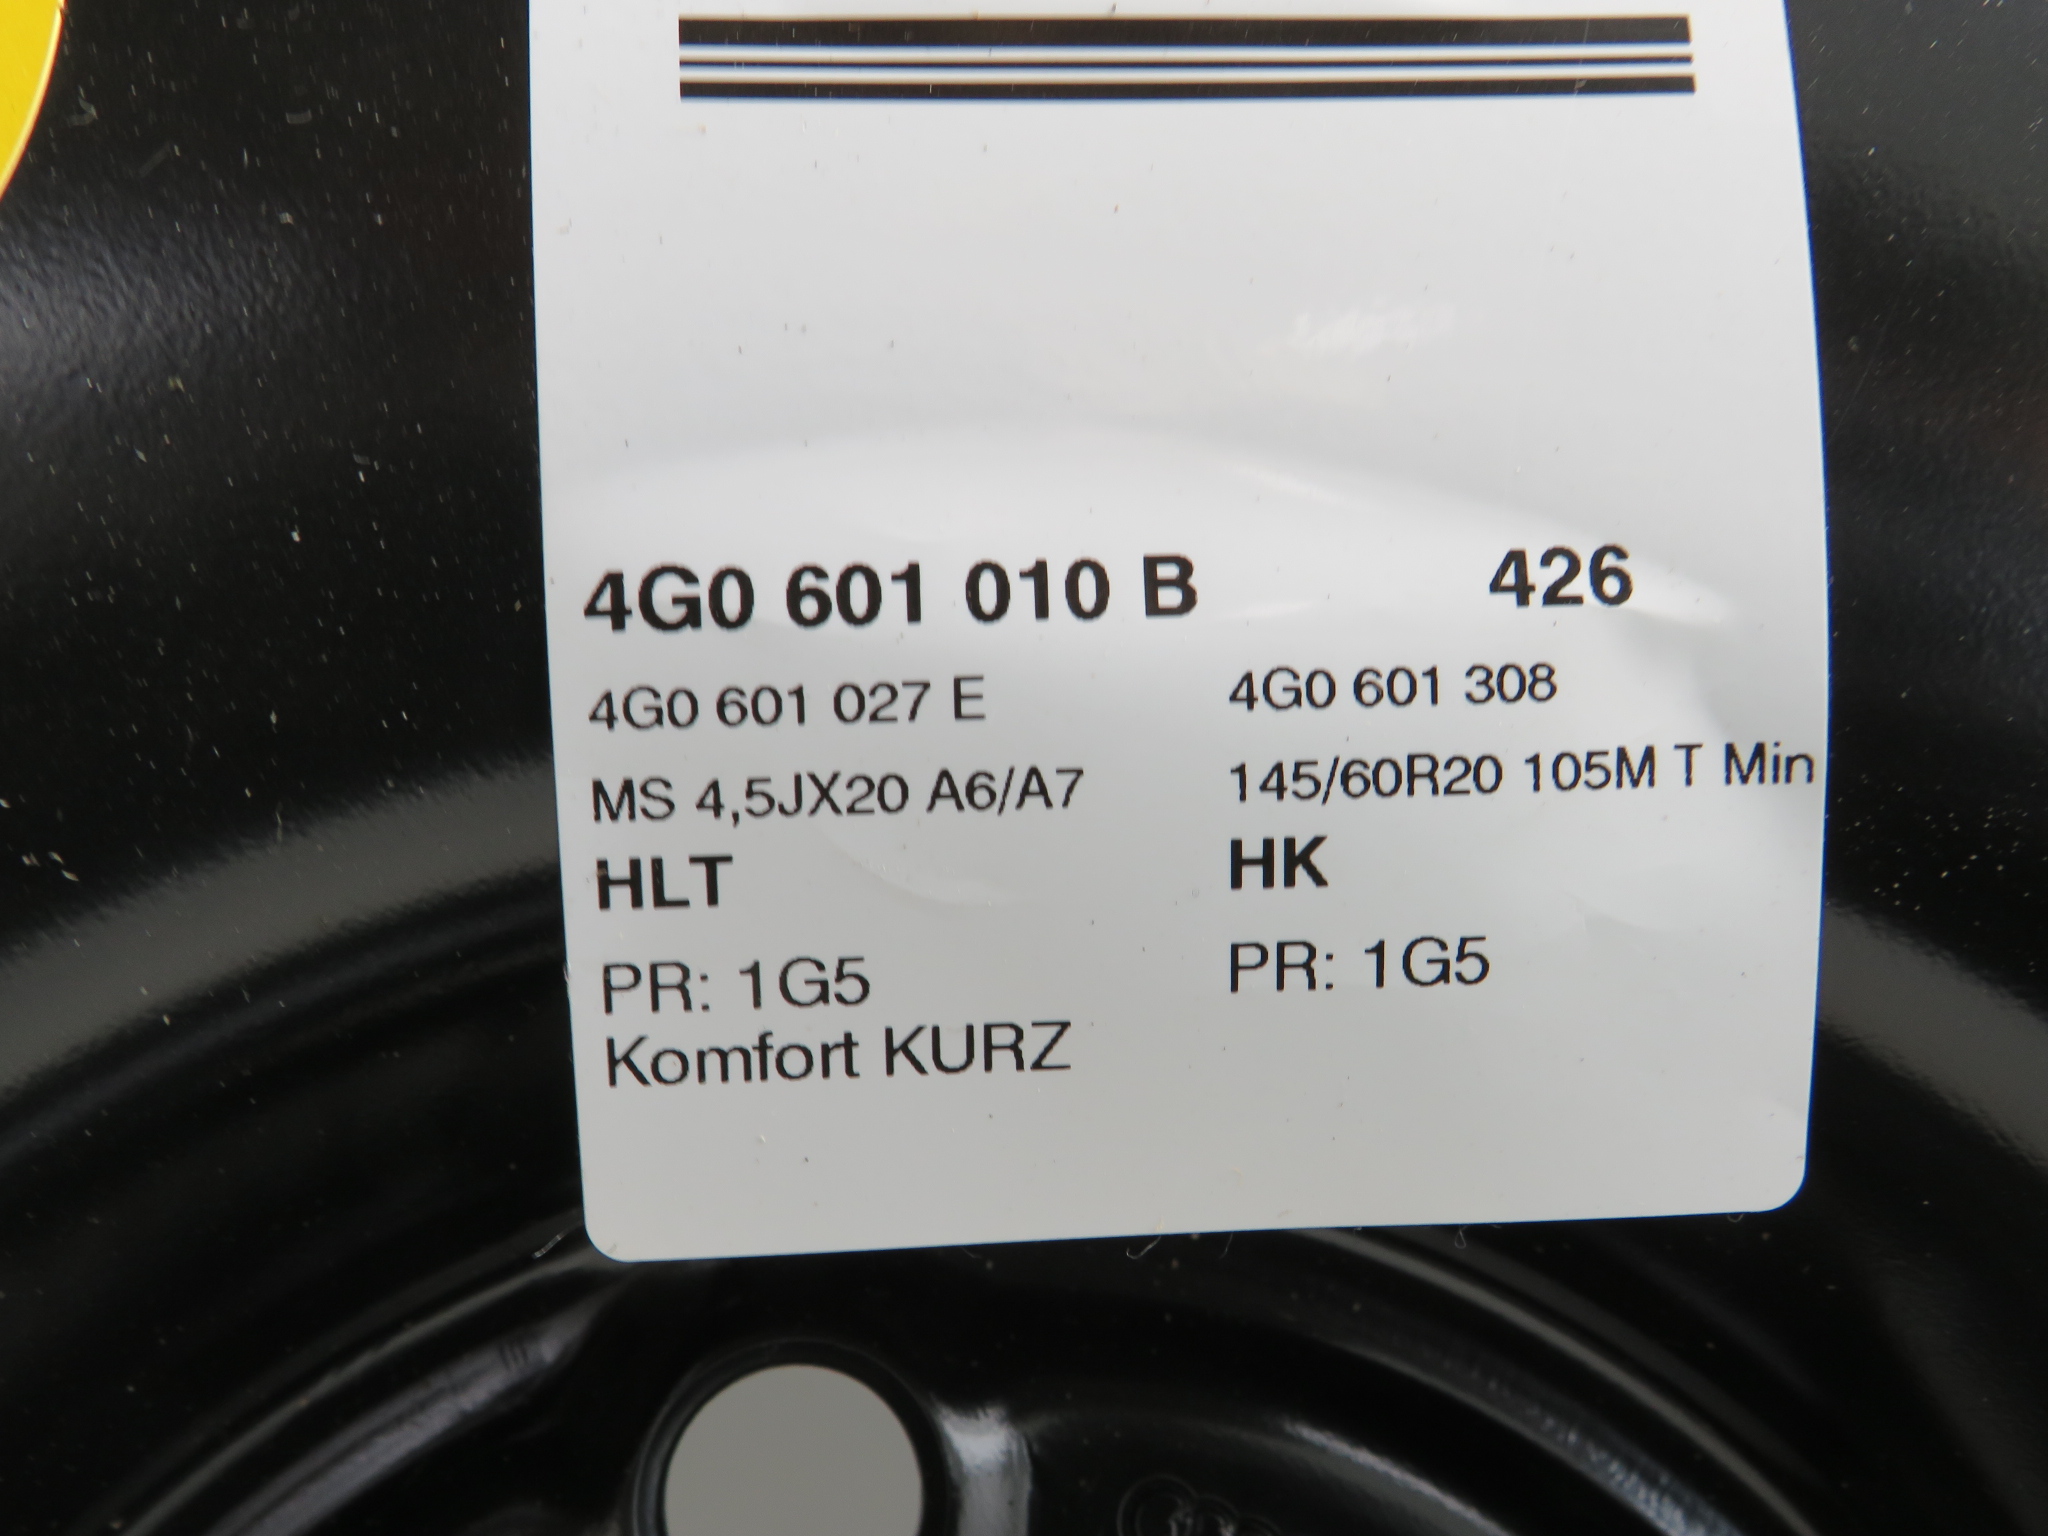 4G0 601 010 B 426
4G0 601 027 E 4G0 601 308
MS 4,5JX20 A6/A7 145/60R20 105M T Min
HLT HK
PR: 1G5 PR: 1G5
Komfort KURZ